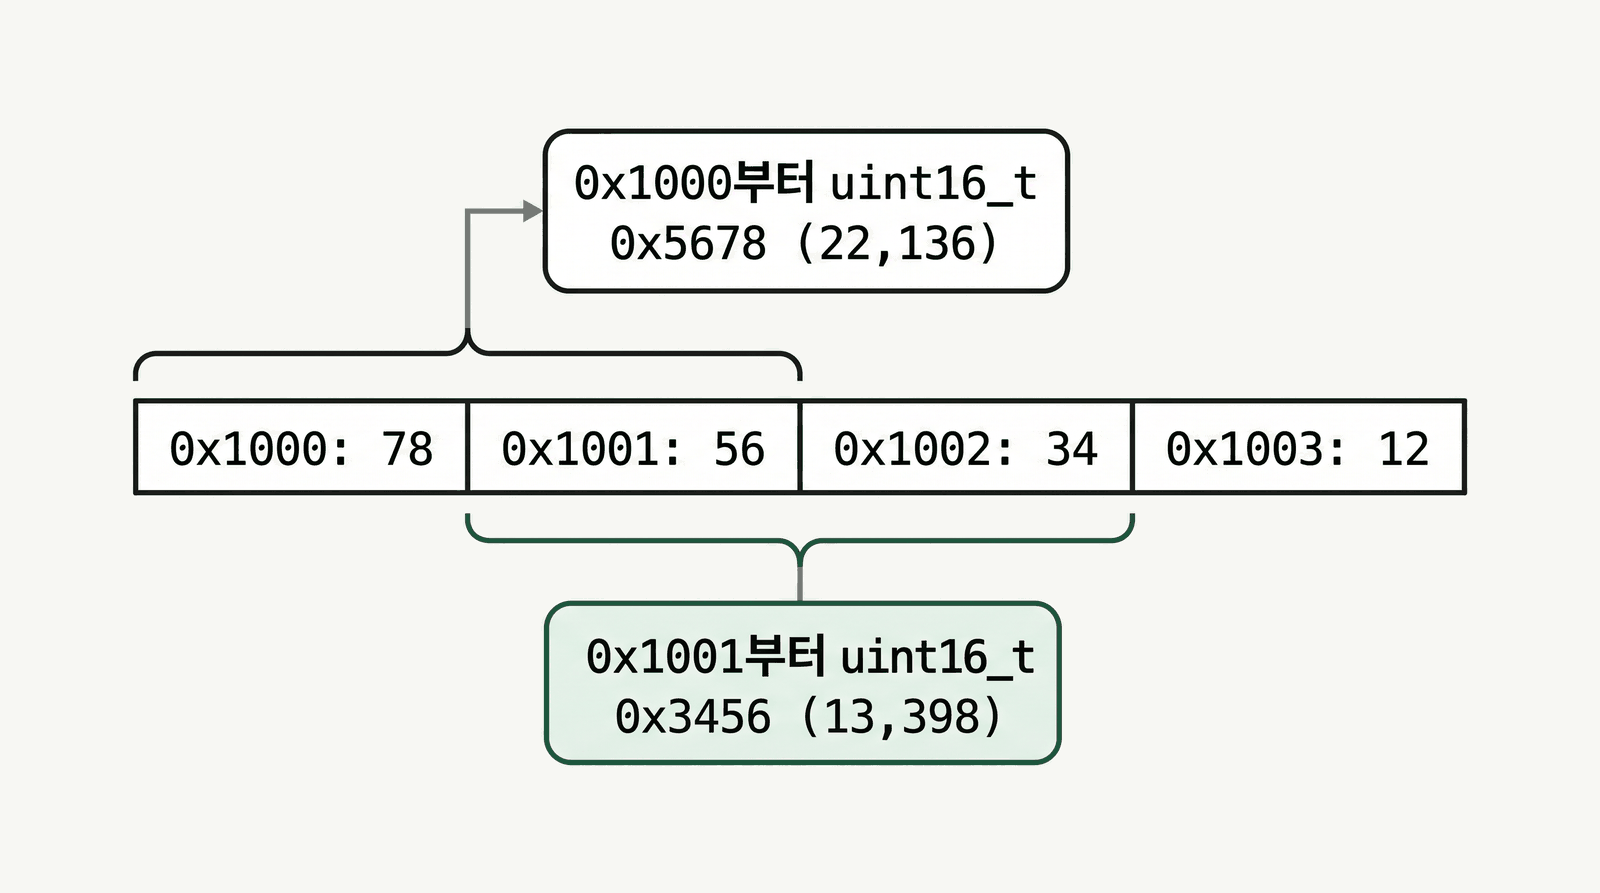 0x1000부터 uint16_t
0x5678 (22,136)
0x1000: 78 0x1001: 56 0x1002: 34 0x1003: 12
0x1001부터 uint16_t
0x3456 (13,398)